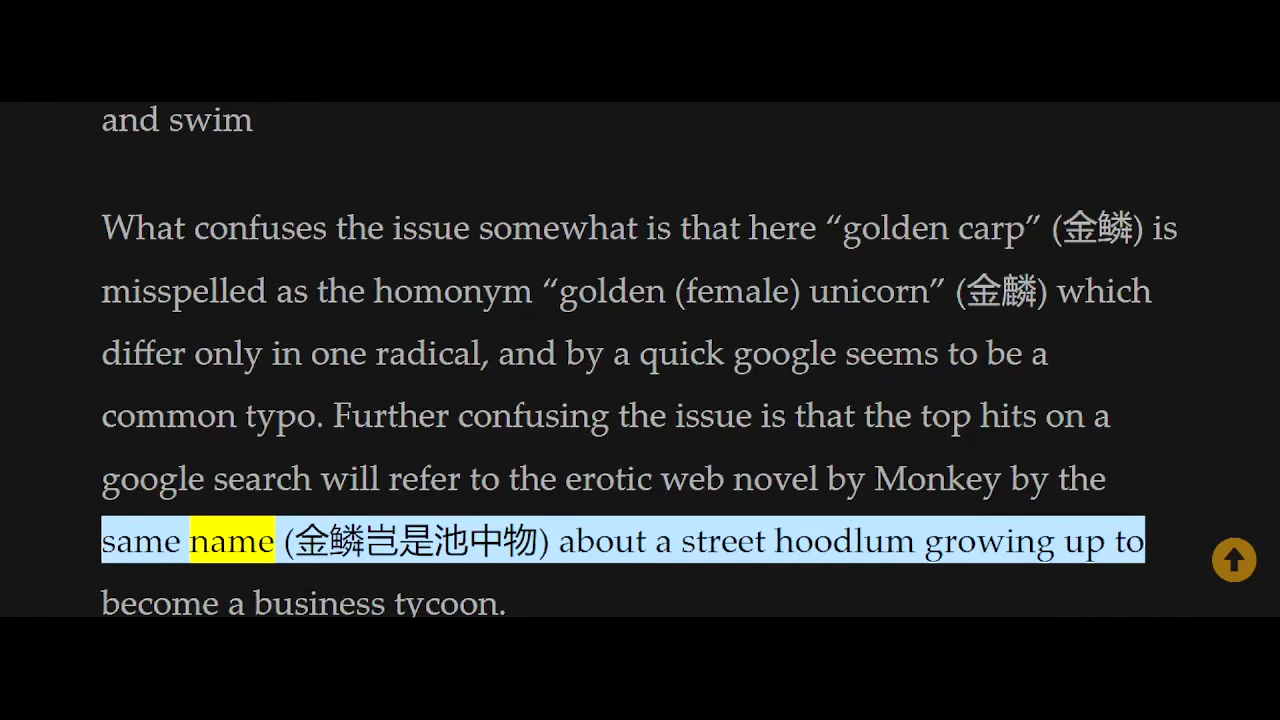 and swim
What confuses the issue somewhat is that here “golden carp” (金鱗) is
misspelled as the homonym “golden (female) unicorn” (金麟) which
differ only in one radical, and by a quick google seems to be a
common typo. Further confusing the issue is that the top hits on a
google search will refer to the erotic web novel by Monkey by the
same name (金鳞岂是池中物) about a street hoodlum growing up to
become a business tycoon.